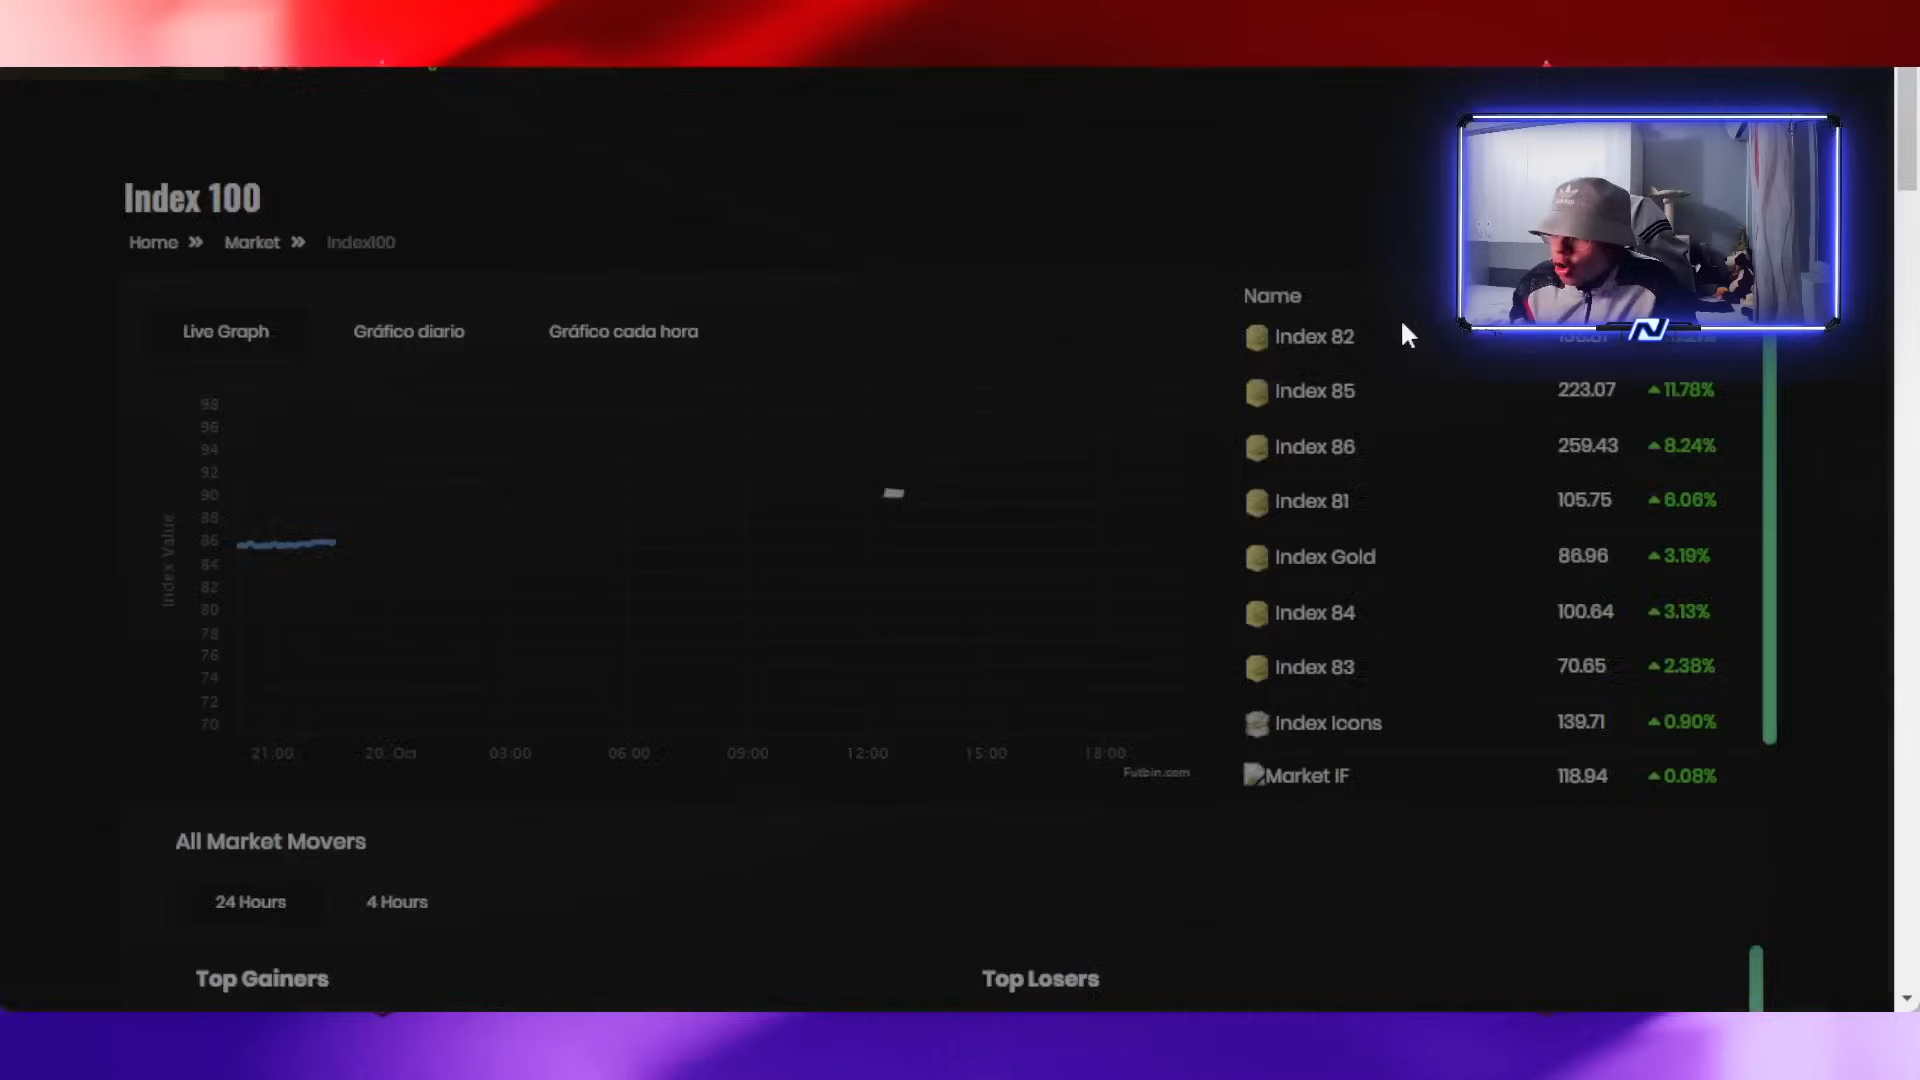 Index 100
Home » Market » Index100
Live Graph Gráfico diario Gráfico cada hora
Name
Index 82
Index 85 223.07 11.78%
Index 86 259.43 8.24%
Index 81 105.75 6.06%
Index Gold 86.96 3.19%
Index 84 100.64 3.13%
Index 83 70.65 2.38%
Index Icons 139.71 0.90%
Market IF 118.94 0.08%
Index Value
98
96
94
92
90
88
86
84
82
80
78
76
74
72
70
21:00 20. Oct 03:00 06:00 09:00 12:00 15:00 18:00
Futbin.com
All Market Movers
24 Hours 4 Hours
Top Gainers Top Losers